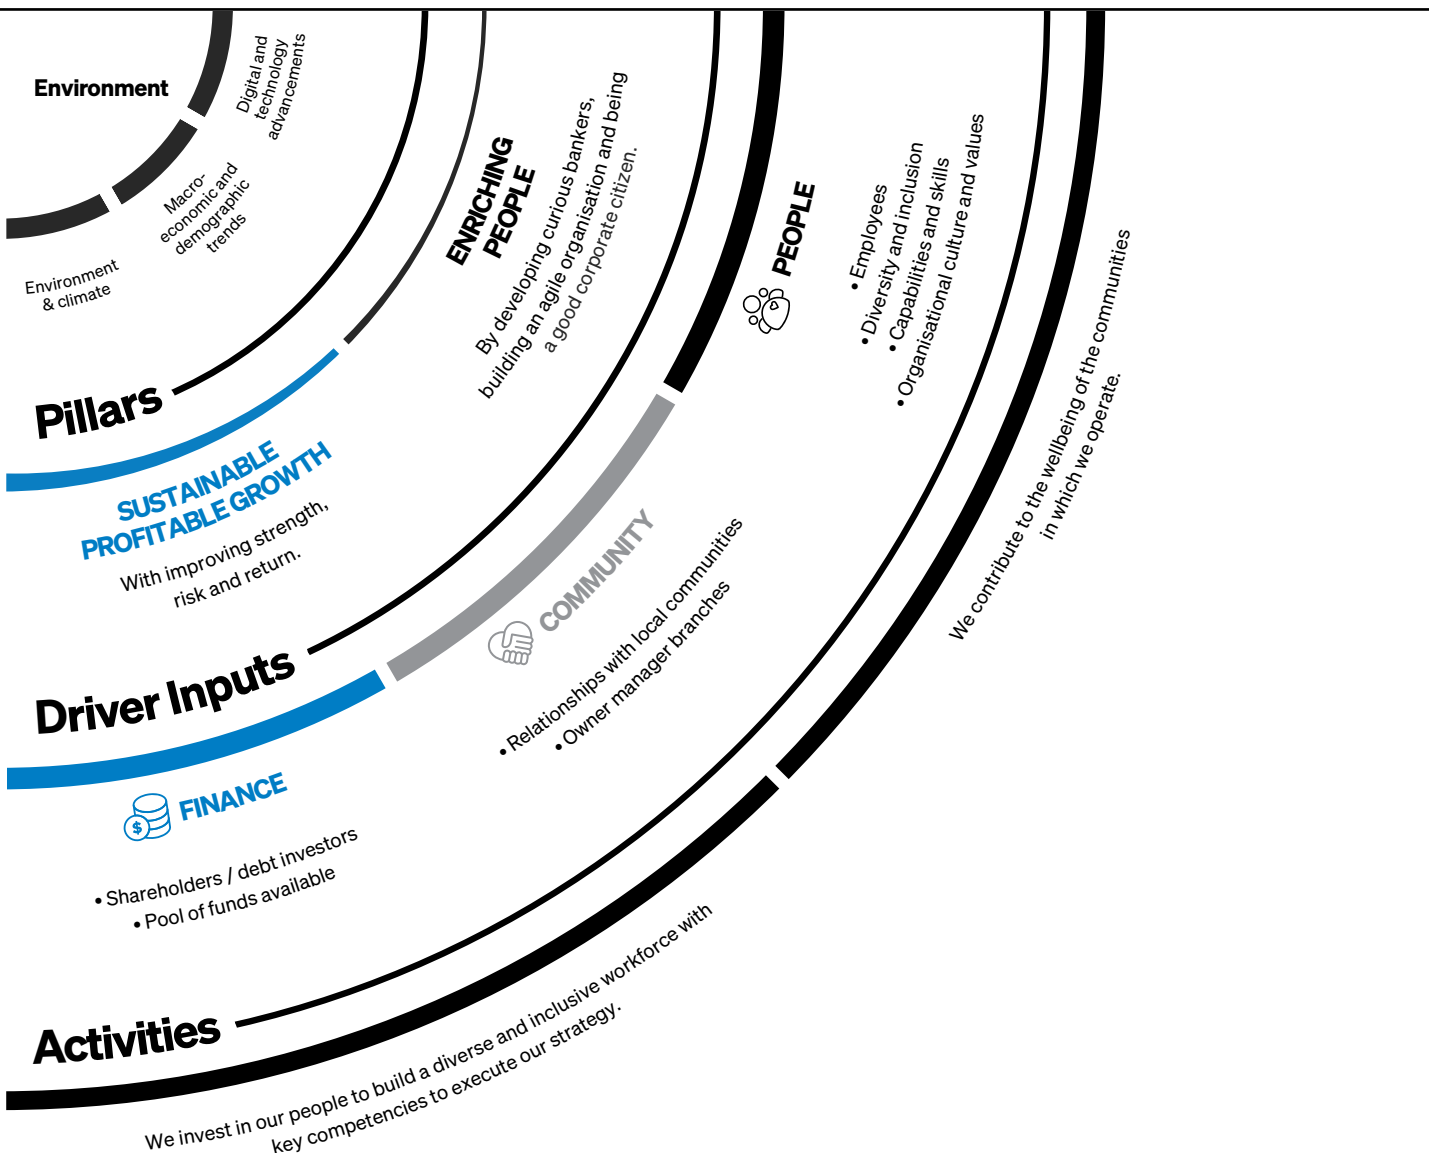 Environment
Digital and
technology
advancements
Macro-
economic and
demographic
trends
Environment
& climate
Pillars
ENRICHING
PEOPLE
By developing curious bankers,
building an agile organisation and being
a good corporate citizen.
SUSTAINABLE
PROFITABLE GROWTH
With improving strength,
risk and return.
Driver Inputs
PEOPLE
• Employees
• Diversity and inclusion
• Capabilities and skills
• Organisational culture and values
COMMUNITY
• Relationships with local communities
• Owner manager branches
$
FINANCE
• Shareholders / debt investors
• Pool of funds available
Activities
We contribute to the wellbeing of the communities
in which we operate.
We invest in our people to build a diverse and inclusive workforce with
key competencies to execute our strategy.